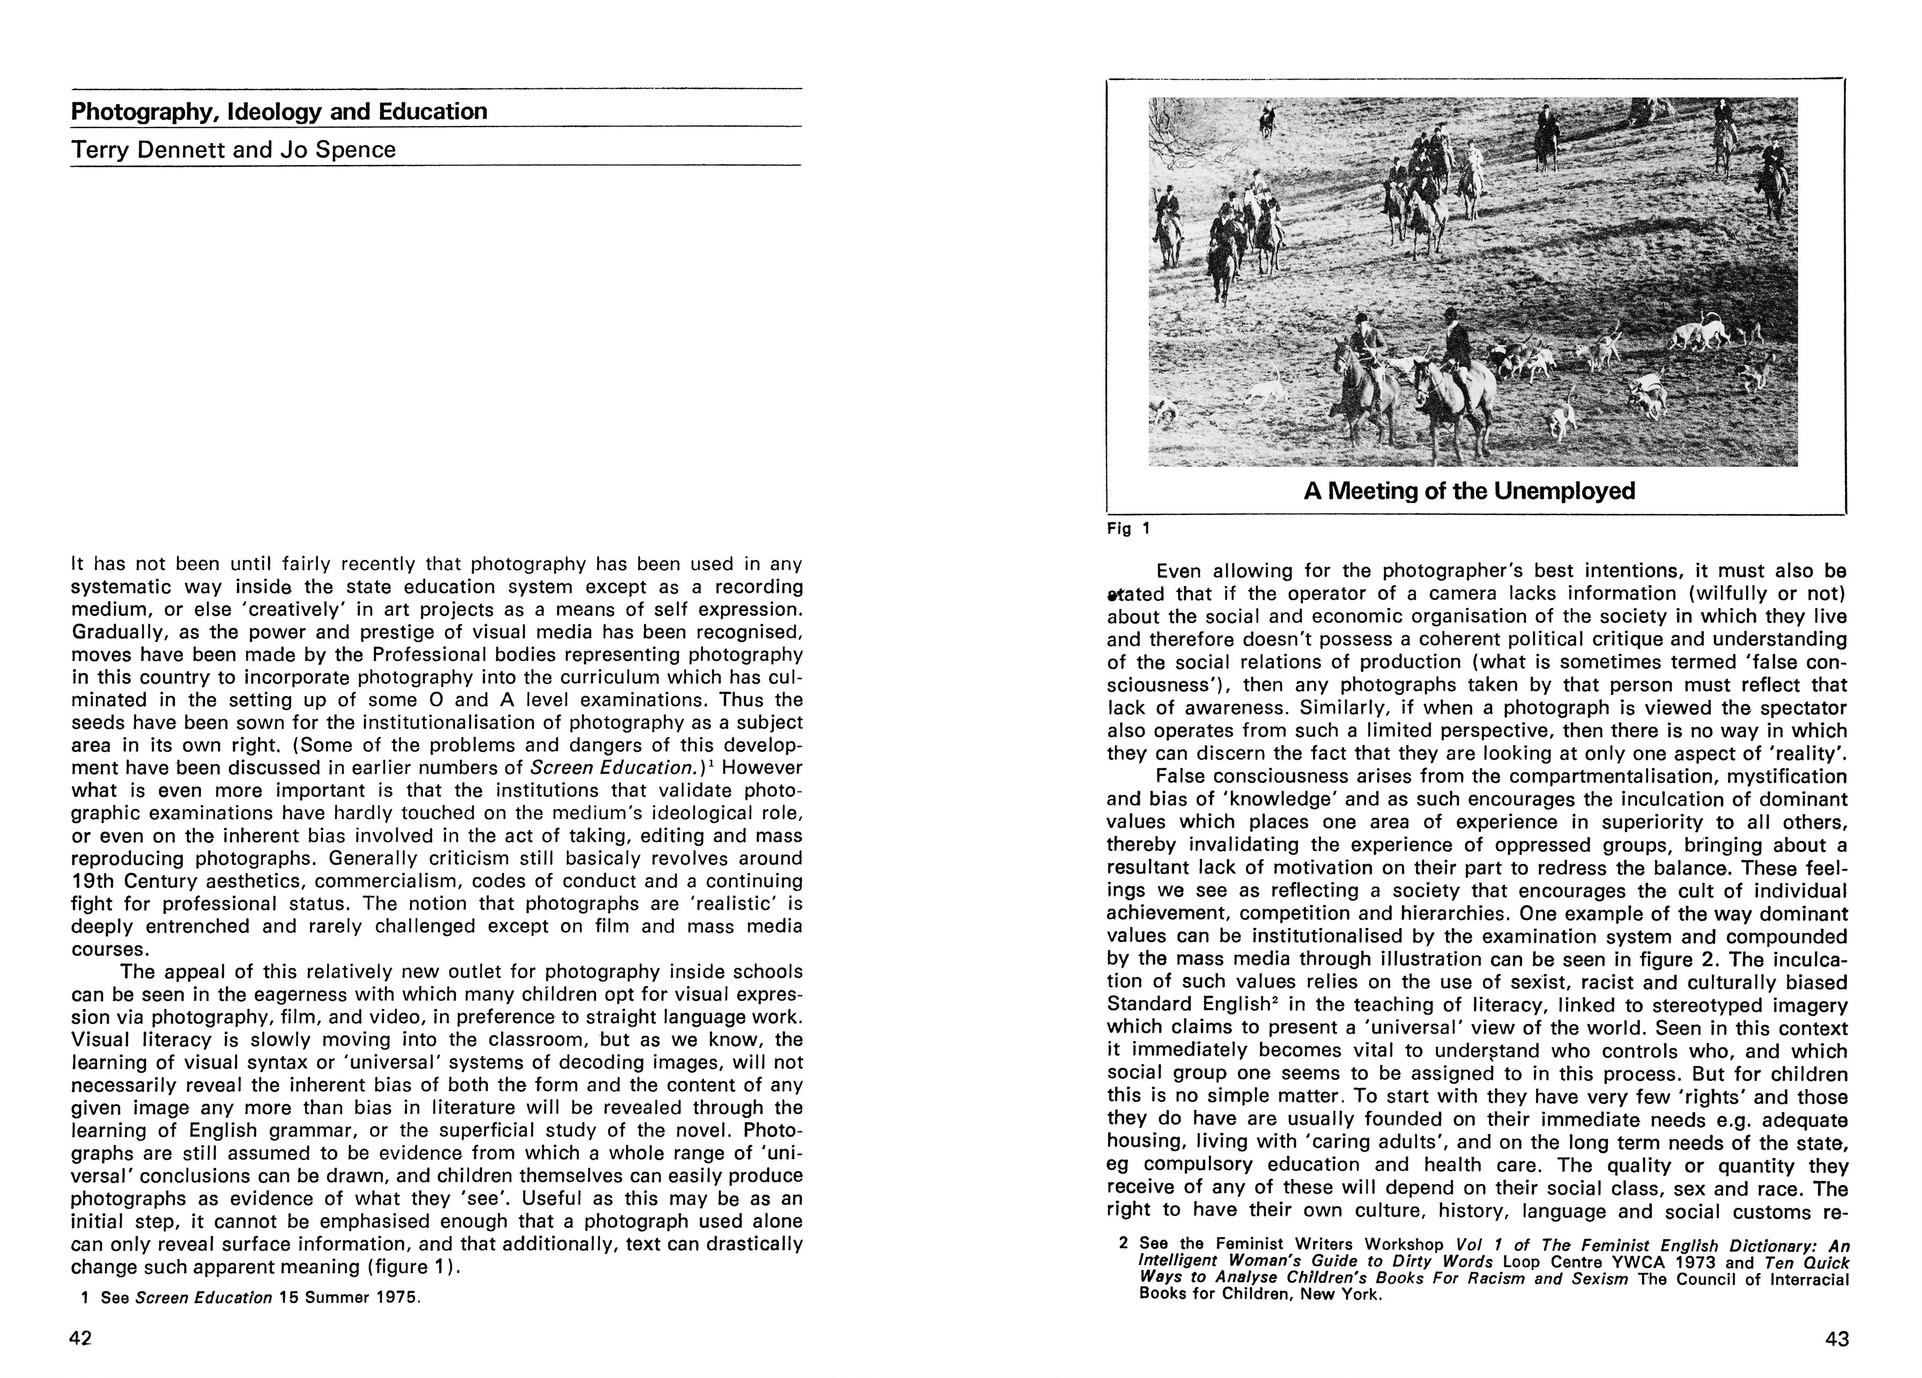 Photography, Ideology and Education
Terry Dennett and Jo Spence
It has not been until fairly recently that photography has been used in any
systematic way inside the state education system except as a recording
medium, or else ‘creatively’ in art projects as a means of self expression.
Gradually, as the power and prestige of visual media has been recognised,
moves have been made by the Professional bodies representing photography
in this country to incorporate photography into the curriculum which has cul-
minated in the setting up of some O and A level examinations. Thus the
seeds have been sown for the institutionalisation of photography as a subject
area in its own right. (Some of the problems and dangers of this develop-
ment have been discussed in earlier numbers of Screen Education.)¹ However
what is even more important is that the institutions that validate photo-
graphic examinations have hardly touched on the medium's ideological role,
or even on the inherent bias involved in the act of taking, editing and mass
reproducing photographs. Generally criticism still basicaly revolves around
19th Century aesthetics, commercialism, codes of conduct and a continuing
fight for professional status. The notion that photographs are ‘realistic’ is
deeply entrenched and rarely challenged except on film and mass media
courses.
The appeal of this relatively new outlet for photography inside schools
can be seen in the eagerness with which many children opt for visual expres-
sion via photography, film, and video, in preference to straight language work.
Visual literacy is slowly moving into the classroom, but as we know, the
learning of visual syntax or ‘universal’ systems of decoding images, will not
necessarily reveal the inherent bias of both the form and the content of any
given image any more than bias in literature will be revealed through the
learning of English grammar, or the superficial study of the novel. Photo-
graphs are still assumed to be evidence from which a whole range of ‘uni-
versal’ conclusions can be drawn, and children themselves can easily produce
photographs as evidence of what they ‘see’. Useful as this may be as an
initial step, it cannot be emphasised enough that a photograph used alone
can only reveal surface information, and that additionally, text can drastically
change such apparent meaning (figure 1).
1 See Screen Education 15 Summer 1975.
42
A Meeting of the Unemployed
Fig 1
Even allowing for the photographer's best intentions, it must also be
stated that if the operator of a camera lacks information (wilfully or not)
about the social and economic organisation of the society in which they live
and therefore doesn't possess a coherent political critique and understanding
of the social relations of production (what is sometimes termed ‘false con-
sciousness’), then any photographs taken by that person must reflect that
lack of awareness. Similarly, if when a photograph is viewed the spectator
also operates from such a limited perspective, then there is no way in which
they can discern the fact that they are looking at only one aspect of ‘reality’.
False consciousness arises from the compartmentalisation, mystification
and bias of ‘knowledge’ and as such encourages the inculcation of dominant
values which places one area of experience in superiority to all others,
thereby invalidating the experience of oppressed groups, bringing about a
resultant lack of motivation on their part to redress the balance. These feel-
ings we see as reflecting a society that encourages the cult of individual
achievement, competition and hierarchies. One example of the way dominant
values can be institutionalised by the examination system and compounded
by the mass media through illustration can be seen in figure 2. The inculca-
tion of such values relies on the use of sexist, racist and culturally biased
Standard English² in the teaching of literacy, linked to stereotyped imagery
which claims to present a ‘universal’ view of the world. Seen in this context
it immediately becomes vital to understand who controls who, and which
social group one seems to be assigned to in this process. But for children
this is no simple matter. To start with they have very few ‘rights’ and those
they do have are usually founded on their immediate needs e.g. adequate
housing, living with ‘caring adults’, and on the long term needs of the state,
eg compulsory education and health care. The quality or quantity they
receive of any of these will depend on their social class, sex and race. The
right to have their own culture, history, language and social customs re-
2 See the Feminist Writers Workshop Vol 1 of The Feminist English Dictionary: An
Intelligent Woman's Guide to Dirty Words Loop Centre YWCA 1973 and Ten Quick
Ways to Analyse Children's Books For Racism and Sexism The Council of Interracial
Books for Children, New York.
43